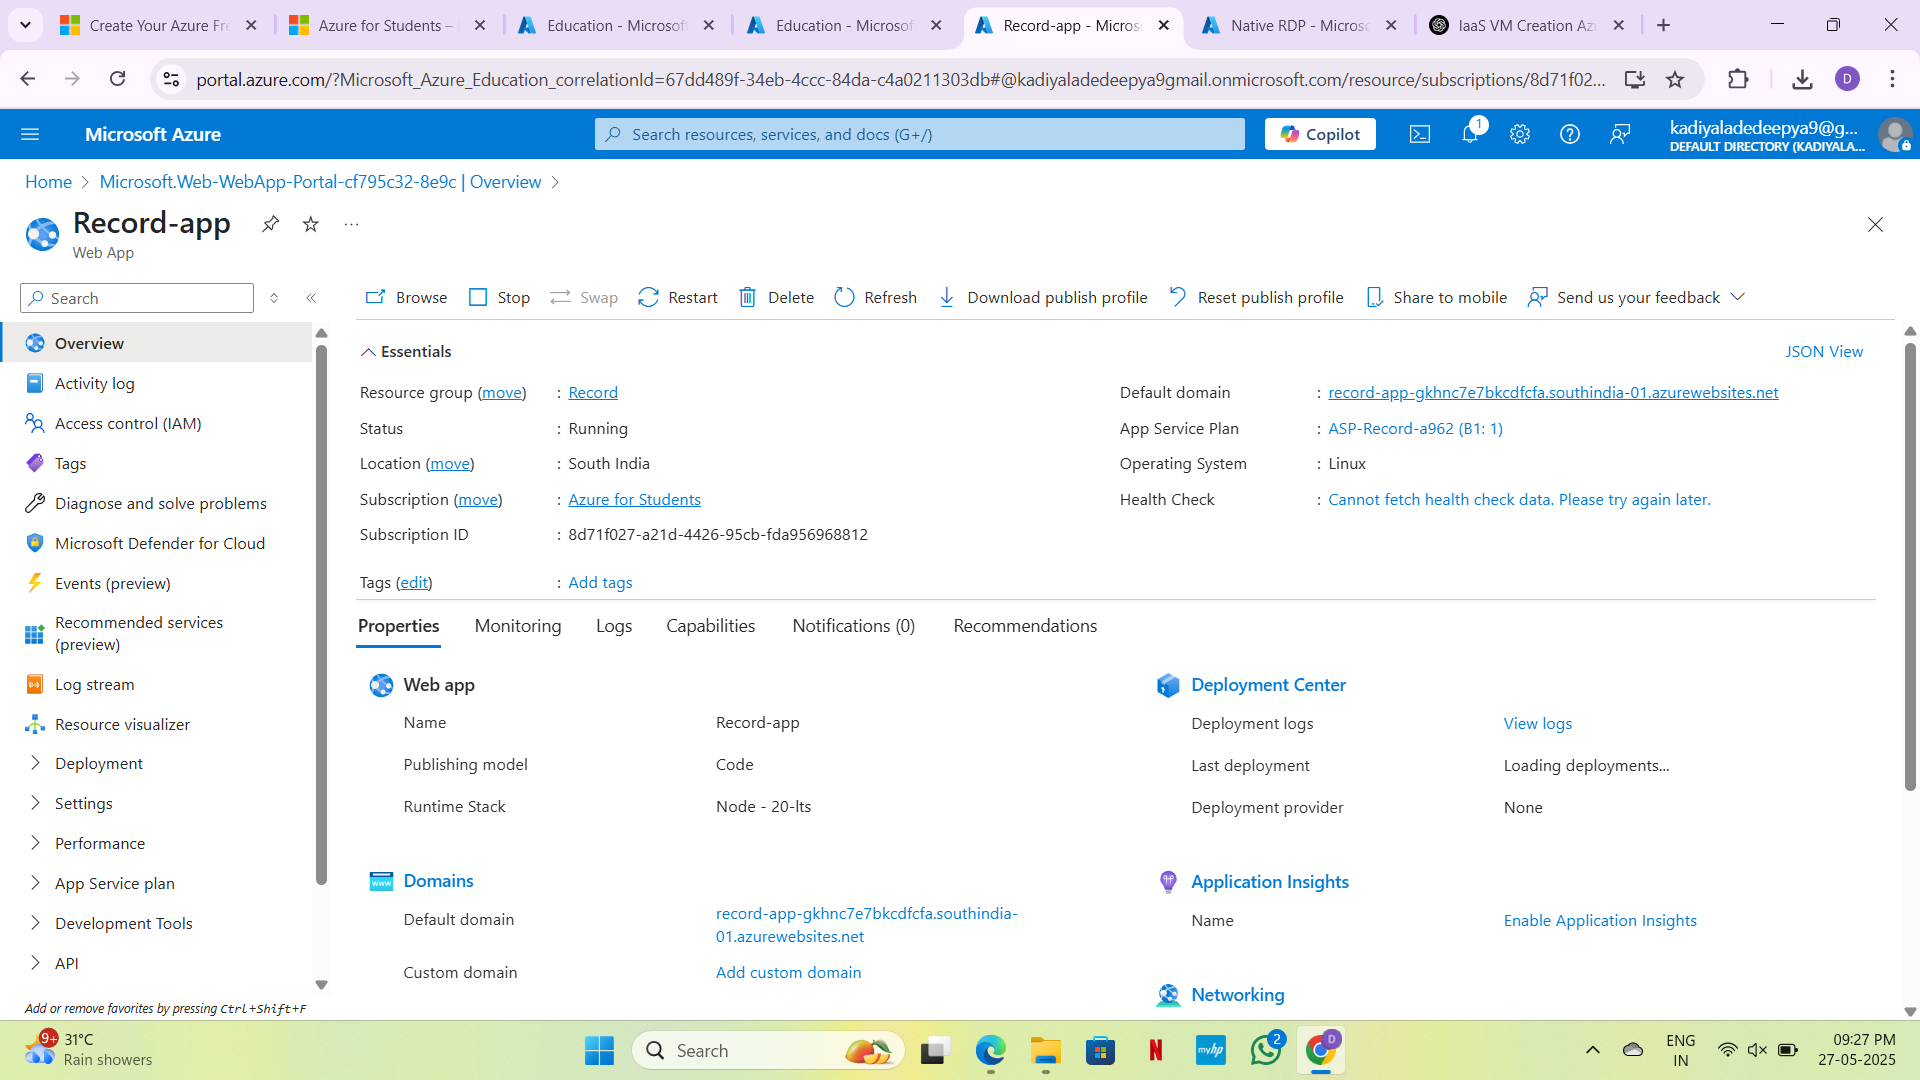 Create Your Azure Fre
Azure for Students –
Education - Microsoft
Education - Microsof
Record-app - Micros
Native RDP - Micros
IaaS VM Creation Az
portal.azure.com/?Microsoft_Azure_Education_correlationId=67dd489f-34eb-4ccc-84da-c4a0211303db#@kadiyaladedeepya9gmail.onmicrosoft.com/resource/subscriptions/8d71f02...
D
Microsoft Azure
Search resources, services, and docs (G+/)
Copilot
1
kadiyaladedeepya9@g...
DEFAULT DIRECTORY (KADIYALA...
Home > Microsoft.Web-WebApp-Portal-cf795c32-8e9c | Overview >
Record-app
...
Web App
Search
Browse
Stop
Swap
Restart
Delete
Refresh
Download publish profile
Reset publish profile
Share to mobile
Send us your feedback
Overview
Activity log
Access control (IAM)
Tags
Diagnose and solve problems
Microsoft Defender for Cloud
Events (preview)
Recommended services
(preview)
Log stream
Resource visualizer
Deployment
Settings
Performance
App Service plan
Development Tools
API
Add or remove favorites by pressing Ctrl+Shift+F
Essentials
JSON View
Resource group (move) : Record
Status : Running
Location (move) : South India
Subscription (move) : Azure for Students
Subscription ID : 8d71f027-a21d-4426-95cb-fda956968812
Tags (edit) : Add tags
Default domain : record-app-gkhnc7e7bkcdfcfa.southindia-01.azurewebsites.net
App Service Plan : ASP-Record-a962 (B1: 1)
Operating System : Linux
Health Check : Cannot fetch health check data. Please try again later.
Properties
Monitoring
Logs
Capabilities
Notifications (0)
Recommendations
Web app
Name Record-app
Publishing model Code
Runtime Stack Node - 20-lts
www
Domains
Default domain record-app-gkhnc7e7bkcdfcfa.southindia-
01.azurewebsites.net
Custom domain Add custom domain
Deployment Center
Deployment logs View logs
Last deployment Loading deployments...
Deployment provider None
Application Insights
Name Enable Application Insights
Networking
9+
31°C
Rain showers
Search
N
myhp
2
D
ENG
IN
09:27 PM
27-05-2025